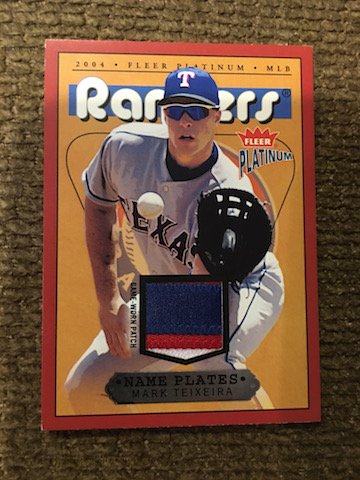 2004 • FLEER PLATINUM • MLB
T
Rangers®
FLEER
PLATINUM
TEXAS
GAME-WORN PATCH
•NAME PLATES•
MARK TEIXEIRA